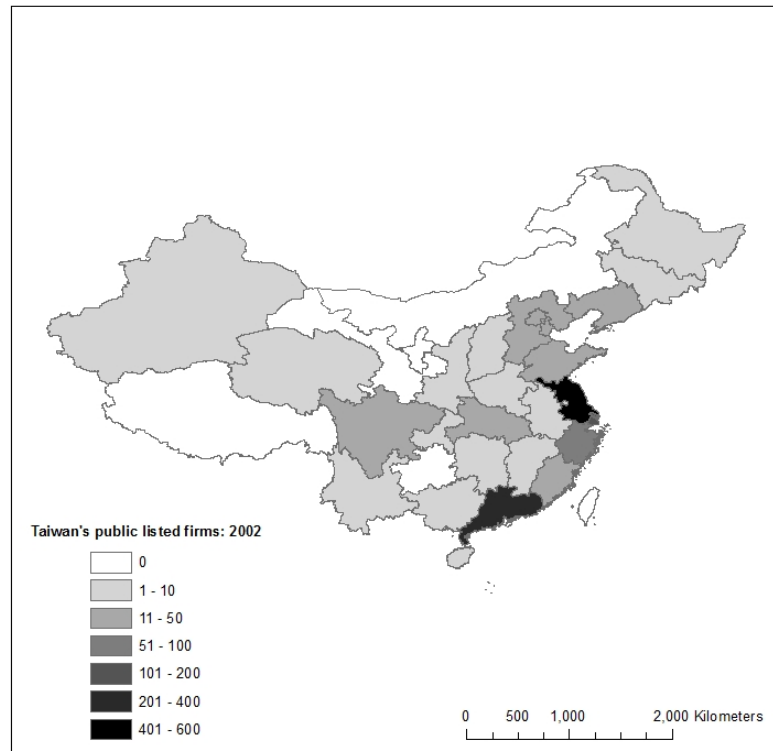 Taiwan's public listed firms: 2002
0
1 - 10
11 - 50
51 - 100
101 - 200
201 - 400
401 - 600
0 500 1,000 2,000 Kilometers